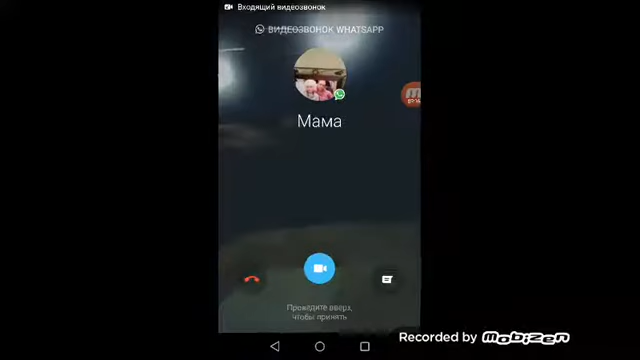 Входящий видеозвонок
ВИДЕОЗВОНОК WHATSAPP
Мама
Проведите вверх,
чтобы принять
Recorded by mobizen